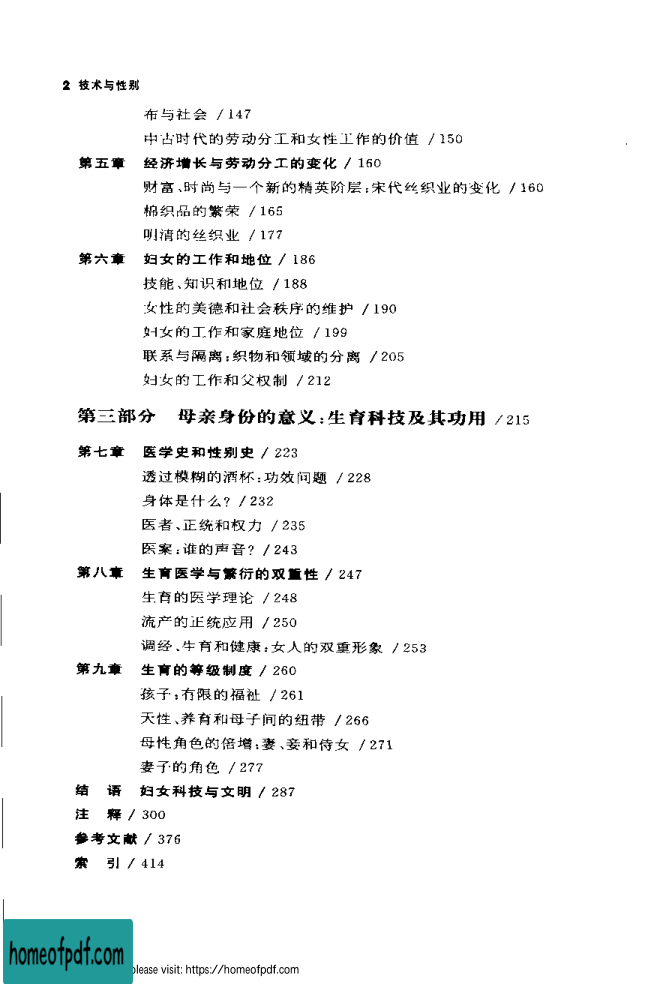 2 技术与性别
布与社会 / 147
中古时代的劳动分工和女性工作的价值 / 150
第五章 经济增长与劳动分工的变化 / 160
财富、时尚与一个新的精英阶层:宋代丝织业的变化 / 160
棉织品的繁荣 / 165
明清的丝织业 / 177
第六章 妇女的工作和地位 / 186
技能、知识和地位 / 188
女性的美德和社会秩序的维护 / 190
妇女的工作和家庭地位 / 199
联系与隔离:织物和领域的分离 / 205
妇女的工作和父权制 / 212
第三部分 母亲身份的意义:生育科技及其功用 / 215
第七章 医学史和性别史 / 223
透过模糊的酒杯:功效问题 / 228
身体是什么? / 232
医者、正统和权力 / 235
医案:谁的声音? / 243
第八章 生育医学与繁衍的双重性 / 247
生育的医学理论 / 248
流产的正统应用 / 250
调经、生育和健康:女人的双重形象 / 253
第九章 生育的等级制度 / 260
孩子:有限的福祉 / 261
天性、养育和母子间的纽带 / 266
母性角色的倍增:妻、妾和侍女 / 271
妻子的角色 / 277
结 语 妇女科技与文明 / 287
注 释 / 300
参考文献 / 376
索 引 / 414
homeofpdf.com
please visit: https://homeofpdf.com